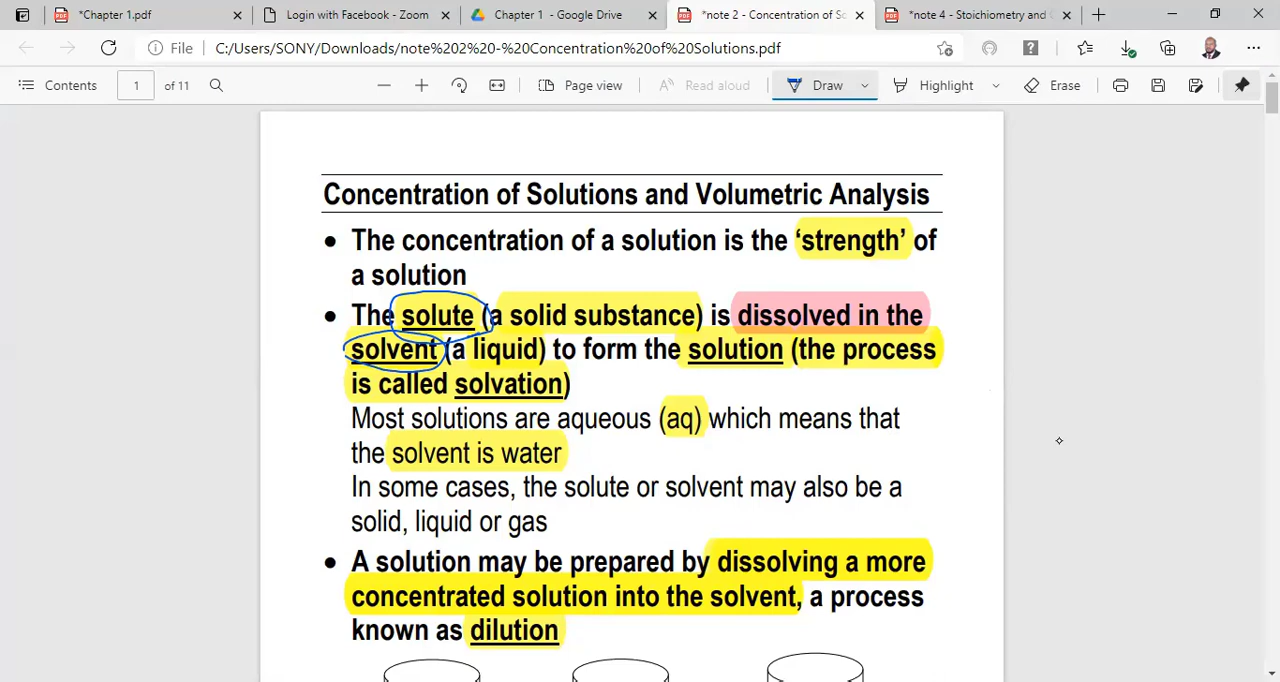 *Chapter 1.pdf
Login with Facebook - Zoom
Chapter 1 - Google Drive
*note 2 - Concentration of S
*note 4 - Stoichiometry and
File
C:/Users/SONY/Downloads/note%202%20-%20Concentration%20of%20Solutions.pdf
Contents
1
of 11
Page view
Read aloud
Draw
Highlight
Erase
Concentration of Solutions and Volumetric Analysis
• The concentration of a solution is the ‘strength’ of
a solution
• The solute (a solid substance) is dissolved in the
solvent (a liquid) to form the solution (the process
is called solvation)
Most solutions are aqueous (aq) which means that
the solvent is water
In some cases, the solute or solvent may also be a
solid, liquid or gas
• A solution may be prepared by dissolving a more
concentrated solution into the solvent, a process
known as dilution